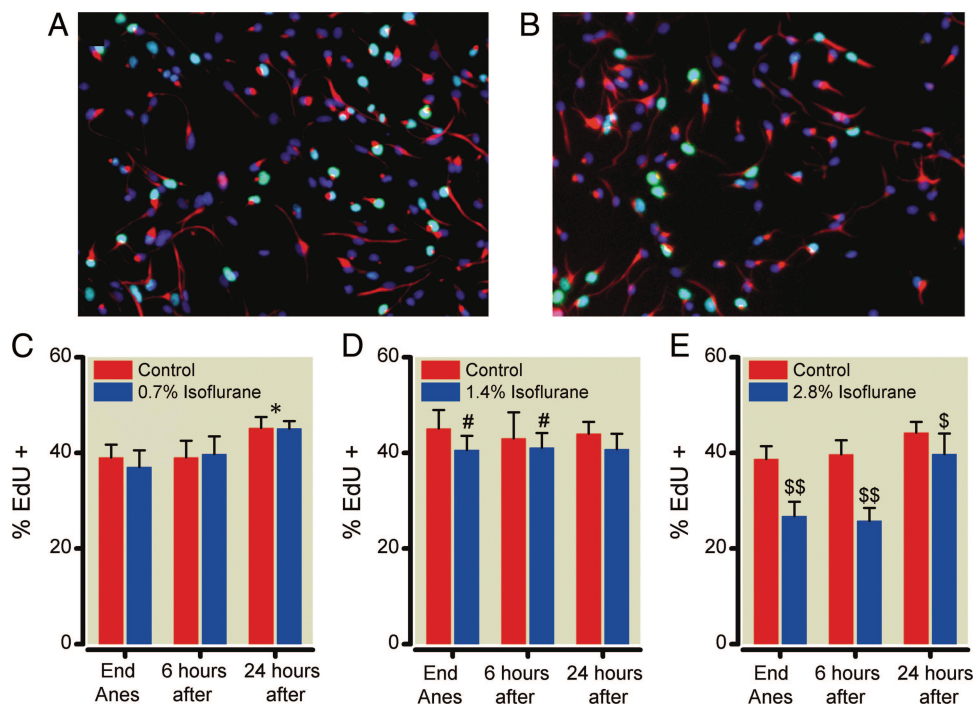 A
B
C
60
40
20
0
% EdU +
Control
0.7% Isoflurane
*
End
Anes
6 hours
after
24 hours
after
D
60
40
20
0
% EdU +
Control
1.4% Isoflurane
#
#
End
Anes
6 hours
after
24 hours
after
E
60
40
20
0
% EdU +
Control
2.8% Isoflurane
$$
$$
$
End
Anes
6 hours
after
24 hours
after